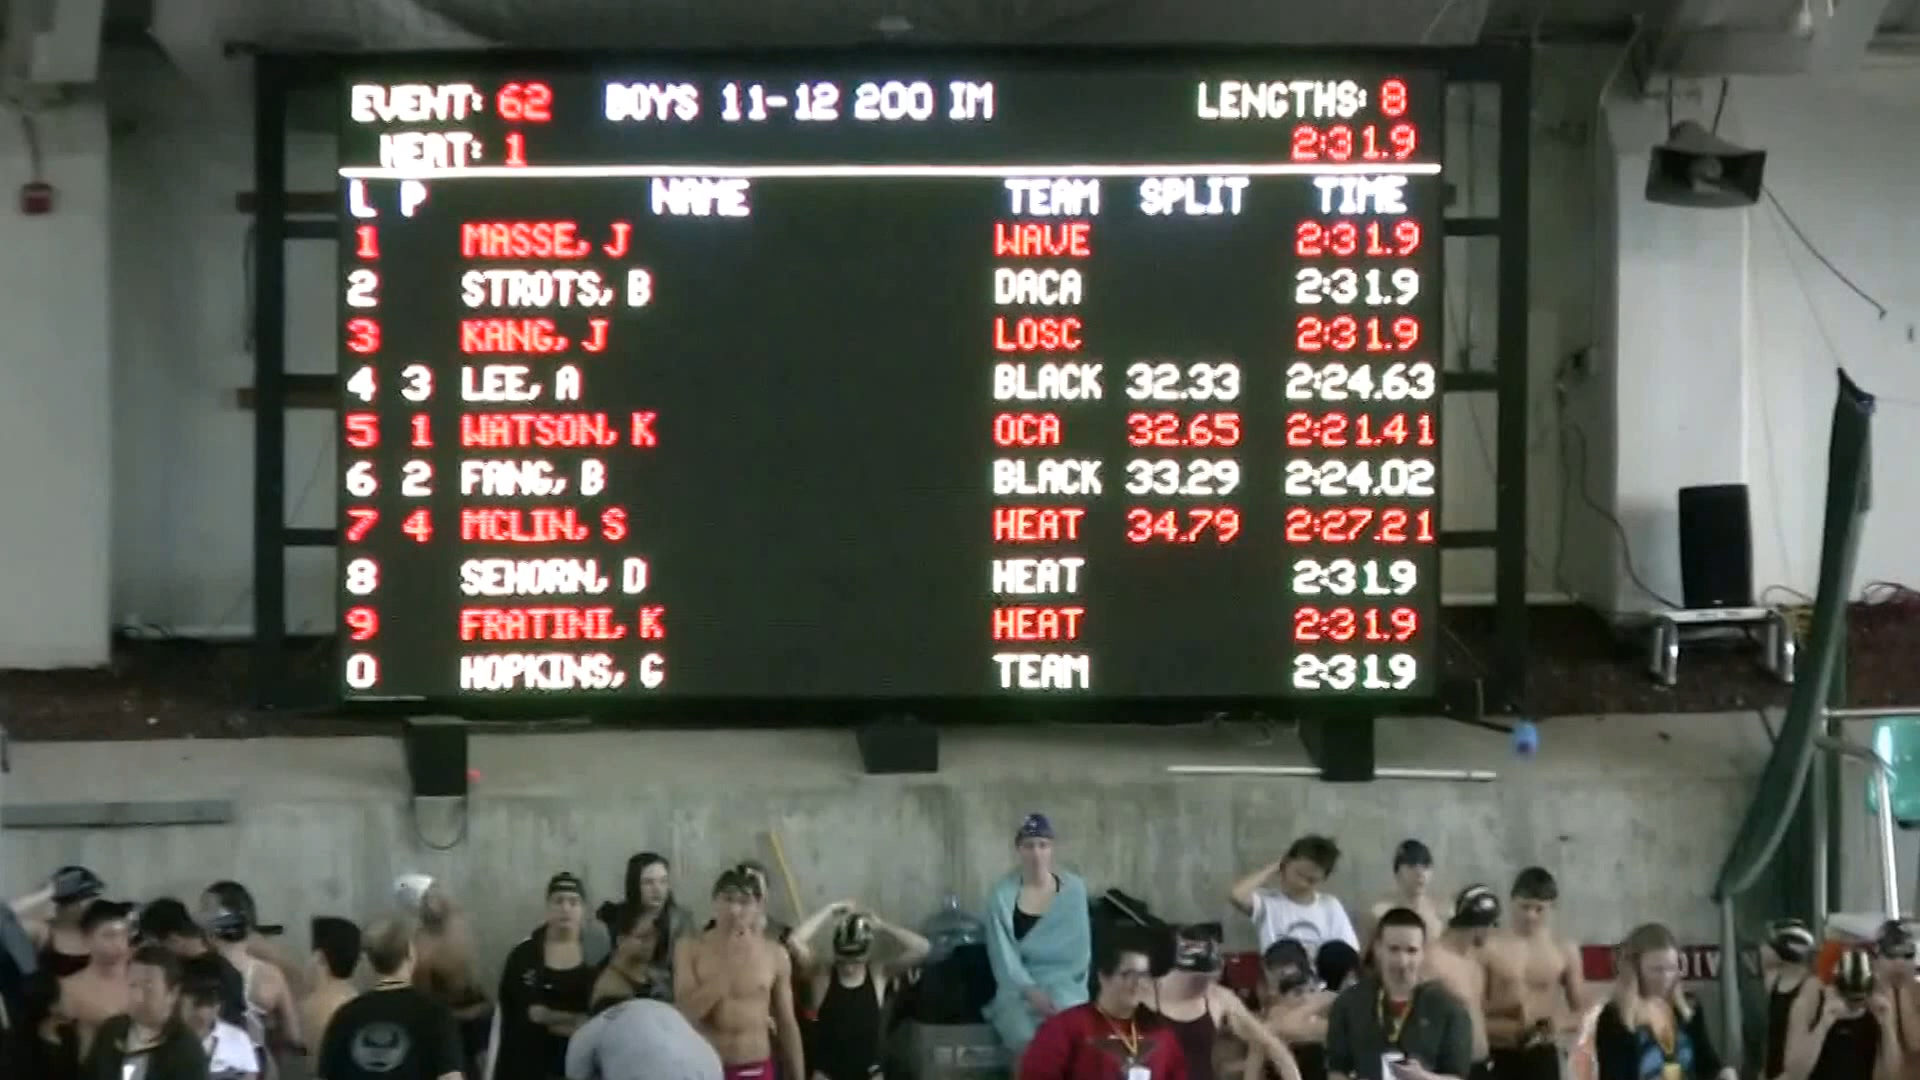 EVENT: 62 BOYS 11-12 200 IM LENGTHS: 8
HEAT: 1 2:31.9
L P NAME TEAM SPLIT TIME
1 MASSE, J WAVE 2:31.9
2 STROTS, B DACA 2:31.9
3 KANG, J LOSC 2:31.9
4 3 LEE, A BLACK 32.33 2:24.63
5 1 WATSON, K OCA 32.65 2:21.41
6 2 FANG, B BLACK 33.29 2:24.02
7 4 MCLIN, S HEAT 34.79 2:27.21
8 SEHORN, D HEAT 2:31.9
9 FRATINI, K HEAT 2:31.9
0 HOPKINS, G TEAM 2:31.9